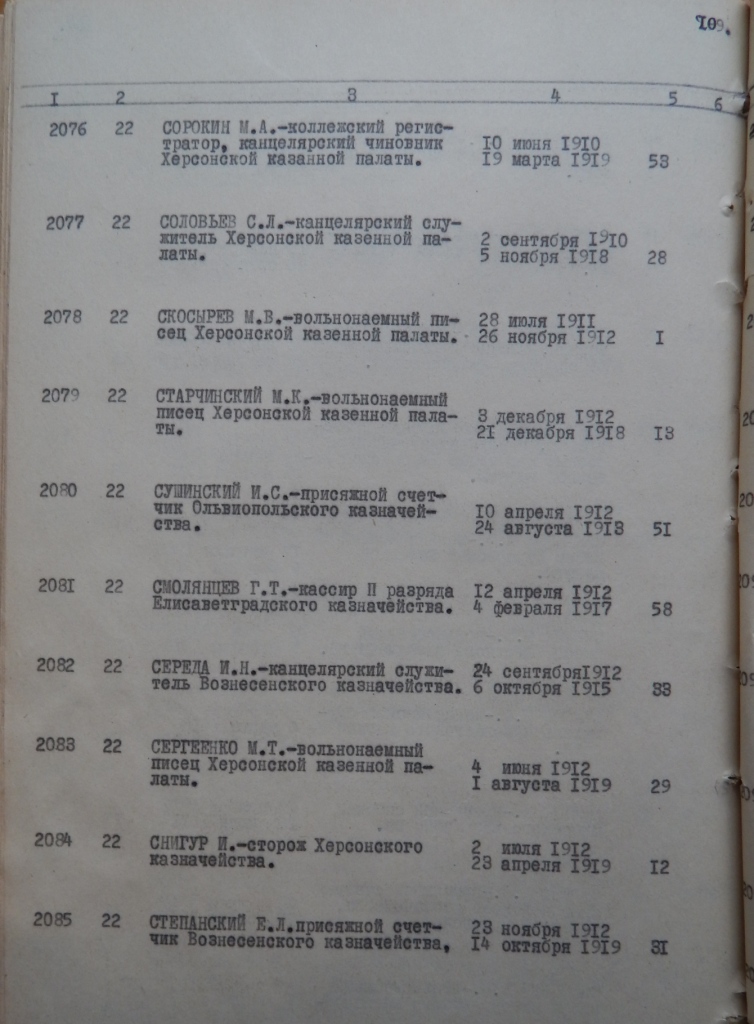 109.
I 2 3 4 5 6
2076 22 СОРОКИН М.А.-коллежский регис-
тратор, канцелярский чиновник 10 июня 1910
Херсонской казанной палаты. 19 марта 1919 53
2077 22 СОЛОВЬЕВ С.Л.-канцелярский слу-
житель Херсонской казенной па- 2 сентября 1910
латы. 5 ноября 1918 28
2078 22 СКОСЫРЕВ М.В.-вольнонаемный пи- 28 июля 1911
сец Херсонской казенной палаты. 26 ноября 1912 I
2079 22 СТАРЧИНСКИЙ М.К.-вольнонаемный
писец Херсонской казенной пала- 3 декабря 1912
ты. 21 декабря 1918 13
2080 22 СУШИНСКИЙ И.С.-присяжной счет-
чик Ольвиопольского казначей- 10 апреля 1912
ства. 24 августа 1913 51
2081 22 СМОЛЯНЦЕВ Г.Т.-кассир II разряда 12 апреля 1912
Елисаветградского казначейства. 4 февраля 1917 58
2082 22 СЕРЕДА И.Н.-канцелярский служи- 24 сентября1912
тель Вознесенского казначейства. 6 октября 1915 33
2083 22 СЕРГЕЕНКО М.Т.-вольнонаемный
писец Херсонской казенной па- 4 июня 1912
латы. I августа 1919 29
2084 22 СНИГУР И.-сторож Херсонского 2 июля 1912
казначейства. 23 апреля 1919 12
2085 22 СТЕПАНСКИЙ Е.Л.присяжной счет- 23 ноября 1912
чик Вознесенского казначейства, 14 октября 1919 31